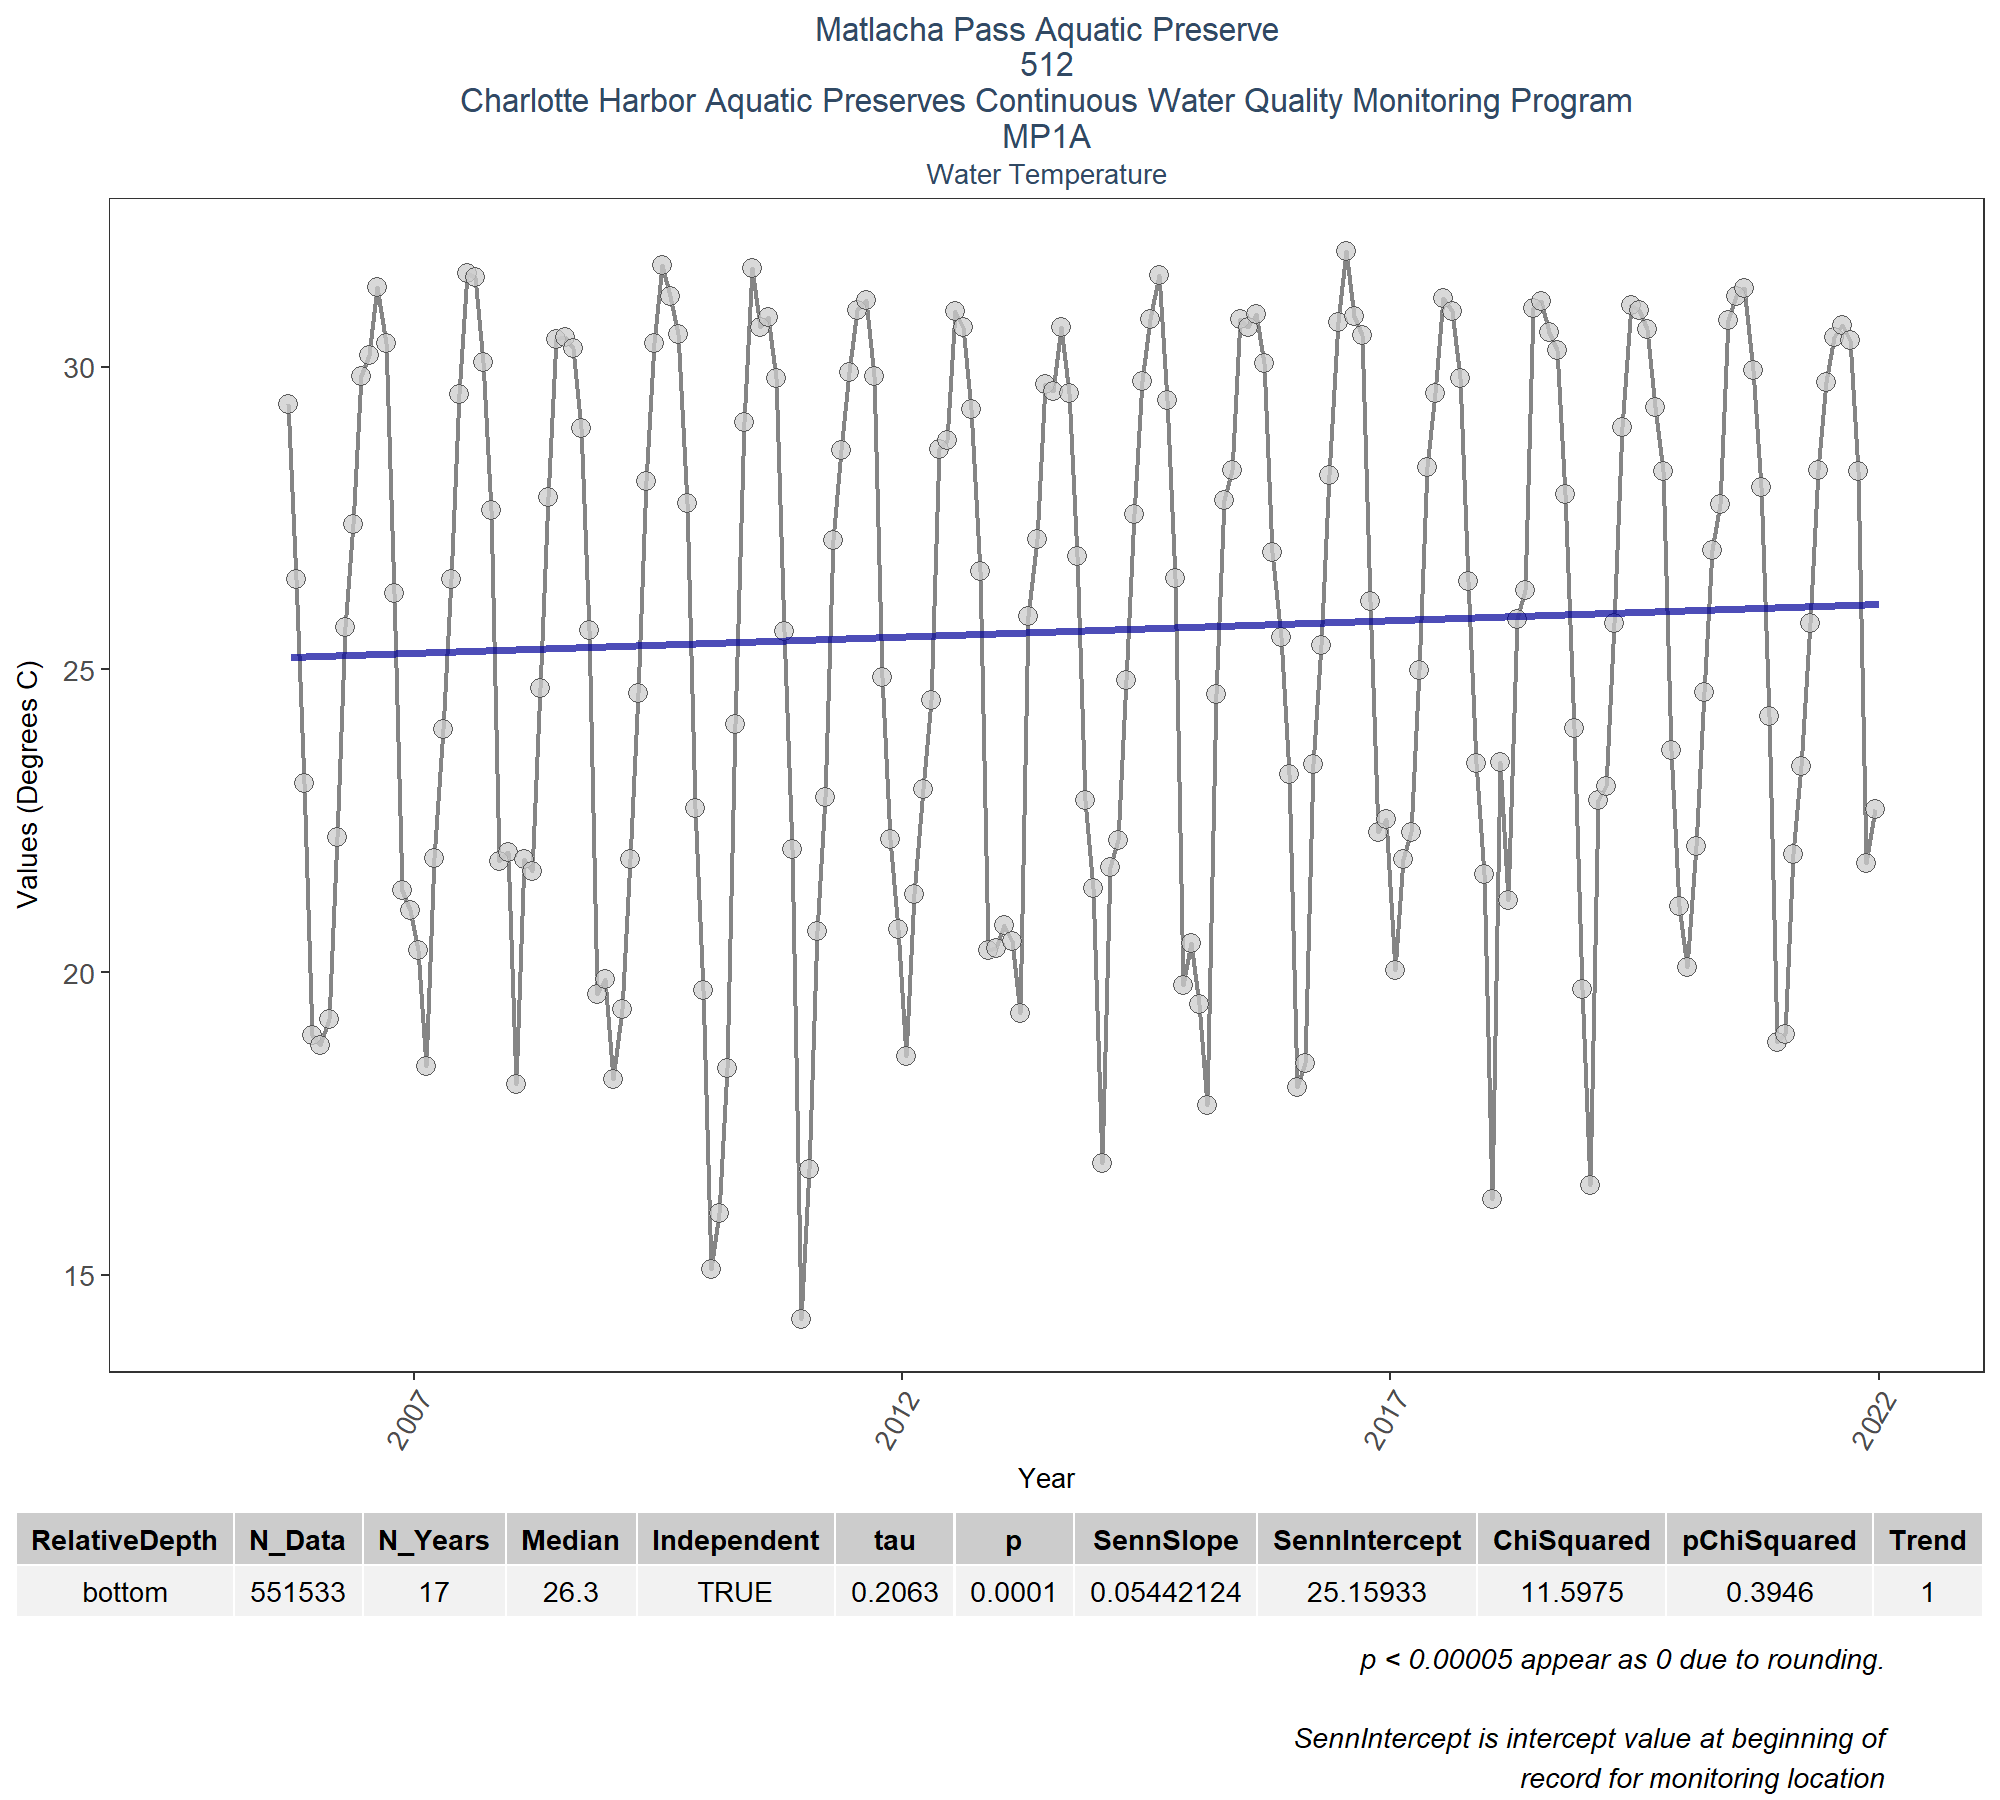 Matlacha Pass Aquatic Preserve
512
Charlotte Harbor Aquatic Preserves Continuous Water Quality Monitoring Program
MP1A
Water Temperature
Values (Degrees C)
30
25
20
15
2007 2012 2017 2022
Year
RelativeDepth N_Data N_Years Median Independent tau p SennSlope SennIntercept ChiSquared pChiSquared Trend
bottom 551533 17 26.3 TRUE 0.2063 0.0001 0.05442124 25.15933 11.5975 0.3946 1
p < 0.00005 appear as 0 due to rounding.
SennIntercept is intercept value at beginning of
record for monitoring location